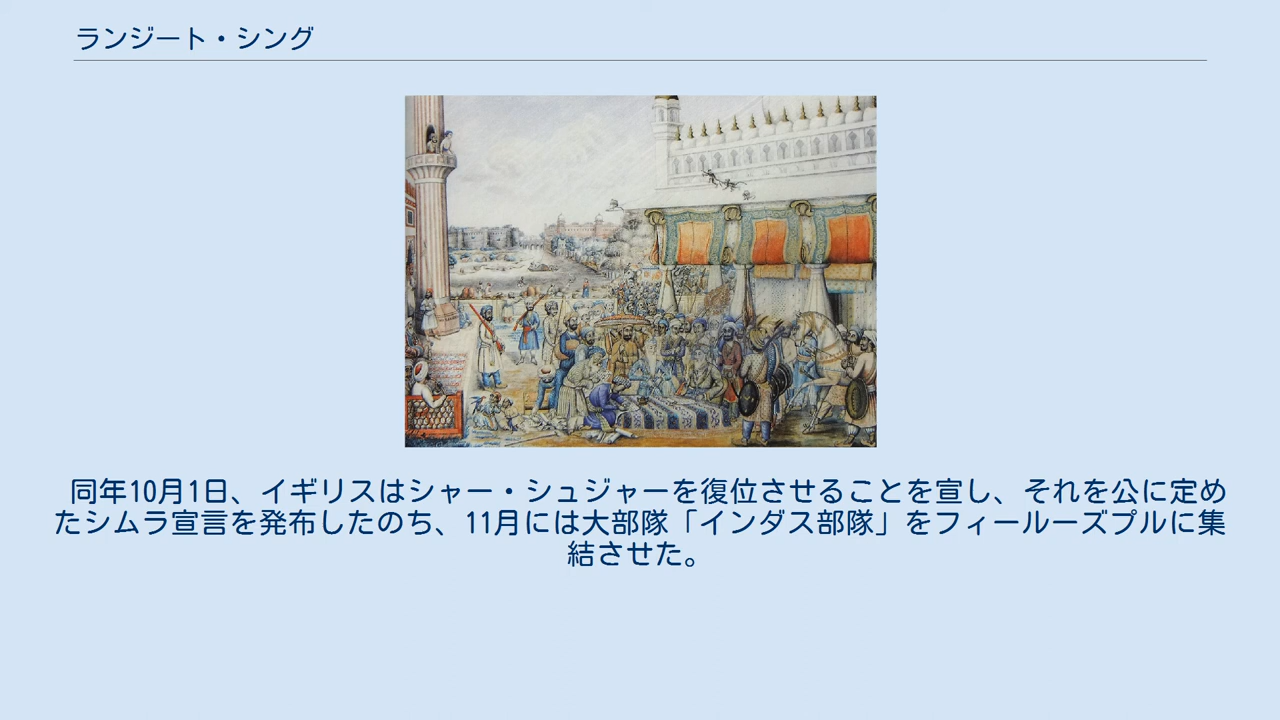 ランジート・シング
同年10月1日、イギリスはシャー・シュジャーを復位させることを宣し、それを公に定め
たシムラ宣言を発布したのち、11月には大部隊「インダス部隊」をフィールーズプルに集
結させた。